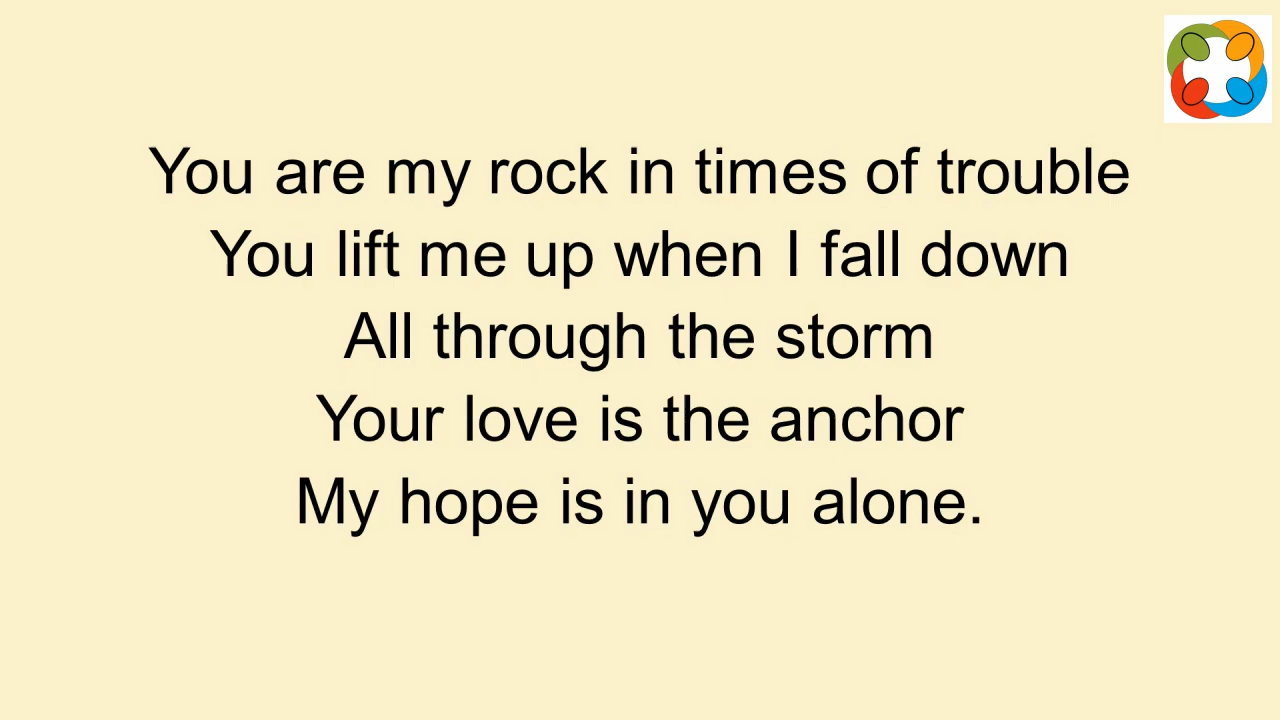 You are my rock in times of trouble
You lift me up when I fall down
All through the storm
Your love is the anchor
My hope is in you alone.